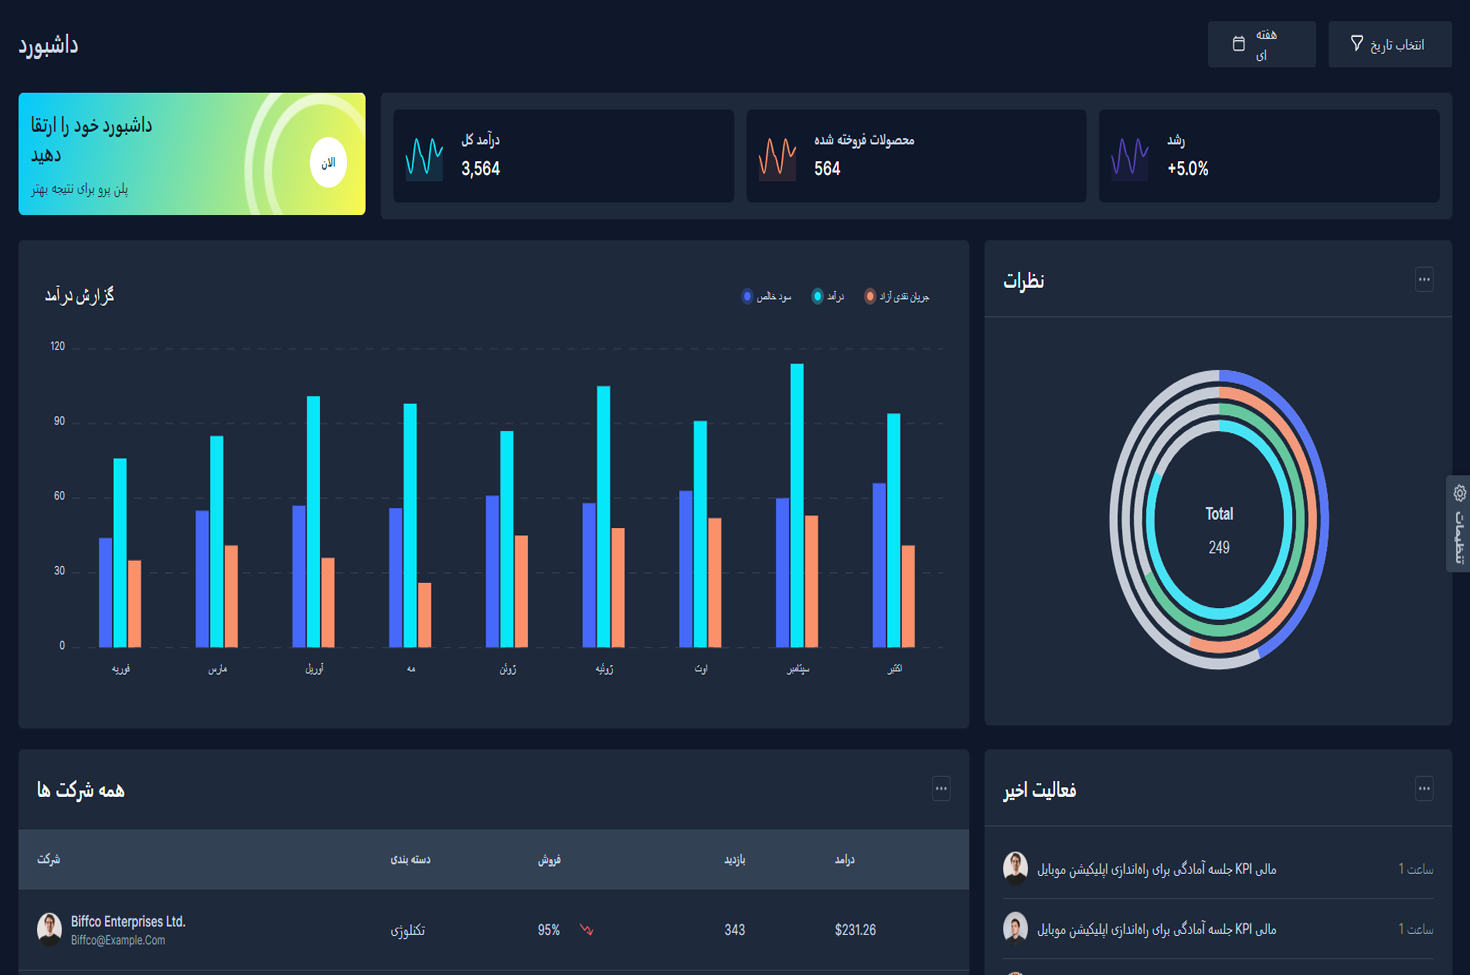 داشبورد
هفته
ای
انتخاب تاریخ
داشبورد خود را ارتقا
دهید
پلن پرو برای نتیجه بهتر
الان
درآمد کل
3,564
محصولات فروخته شده
564
رشد
+5.0%
گزارش درآمد
سود خالص
درآمد
جریان نقدی آزاد
120
90
60
30
0
فوریه
مارس
آوریل
مه
ژوئن
ژوئیه
اوت
سپتامبر
اکتبر
نظرات
Total
249
تنظیمات
همه شرکت ها
شرکت
دسته بندی
فروش
بازدید
درامد
Biffco Enterprises Ltd.
Biffco@Example.Com
تکنلوژی
95%
343
$231.26
فعالیت اخیر
مالی KPI جلسه آمادگی برای راه‌اندازی اپلیکیشن موبایل
1 ساعت
مالی KPI جلسه آمادگی برای راه‌اندازی اپلیکیشن موبایل
1 ساعت